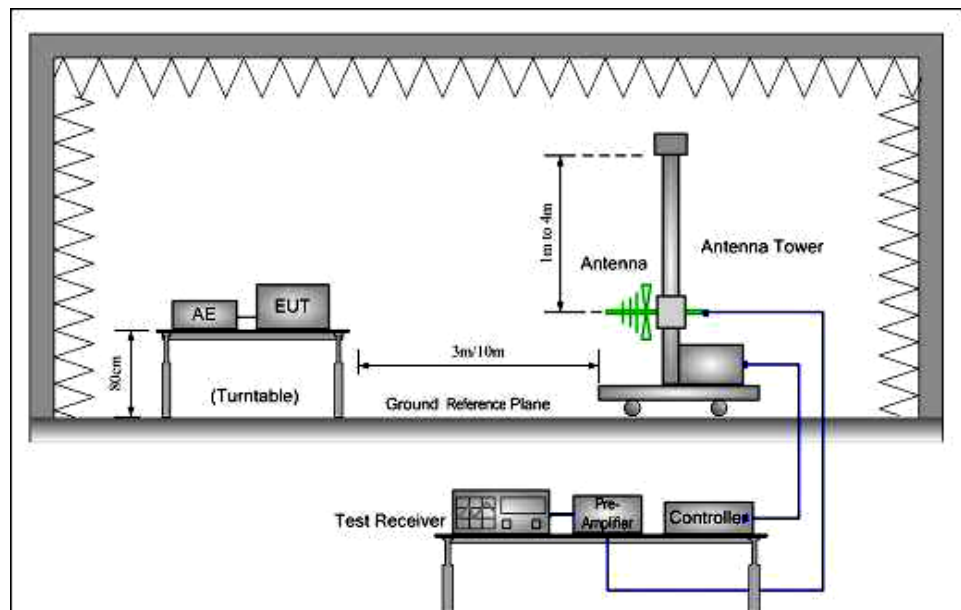 1m to 4m
Antenna
Antenna Tower
AE
EUT
80cm
(Turntable)
3m/10m
Ground Reference Plane
Test Receiver
Pre-
Amplifier
Controller